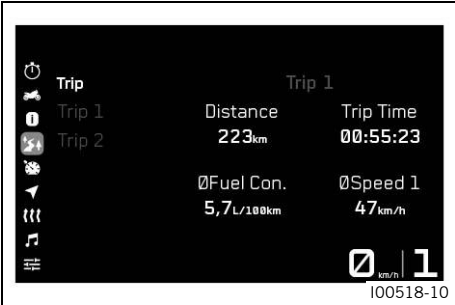 Trip
Trip 1
Trip 1
Distance
Trip Time
Trip 2
223km
00:55:23
ØFuel Con.
ØSpeed 1
5,7L/100km
47km/h
0 km/h 1
I00518-10